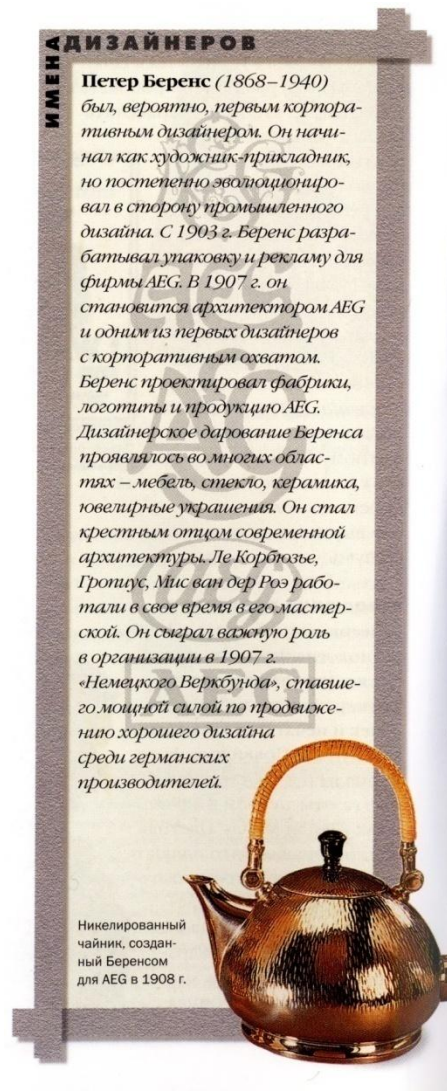 ИМЕНА ДИЗАЙНЕРОВ
Петер Беренс (1868–1940)
был, вероятно, первым корпора-
тивным дизайнером. Он начи-
нал как художник-прикладник,
но постепенно эволюциониро-
вал в сторону промышленного
дизайна. С 1903 г. Беренс разра-
батывал упаковку и рекламу для
фирмы AEG. В 1907 г. он
становится архитектором AEG
и одним из первых дизайнеров
с корпоративным охватом.
Беренс проектировал фабрики,
логотипы и продукцию AEG.
Дизайнерское дарование Беренса
проявлялось во многих облас-
тях – мебель, стекло, керамика,
ювелирные украшения. Он стал
крестным отцом современной
архитектуры. Ле Корбюзье,
Гропиус, Мис ван дер Роэ рабо-
тали в свое время в его мастер-
ской. Он сыграл важную роль
в организации в 1907 г.
«Немецкого Веркбунда», ставше-
го мощной силой по продвиже-
нию хорошего дизайна
среди германских
производителей.
Никелированный
чайник, создан-
ный Беренсом
для AEG в 1908 г.
AEG
AEG
aeg
AEG